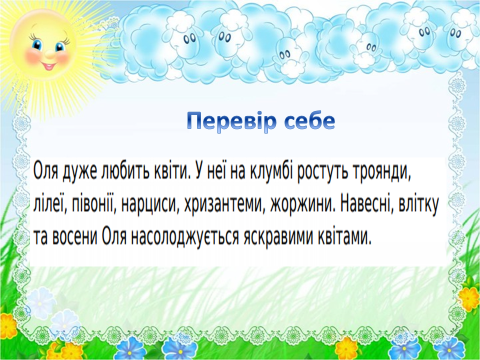 Перевір себе
Оля дуже любить квіти. У неї на клумбі ростуть троянди,
лілеї, півонії, нарциси, хризантеми, жоржини. Навесні, влітку
та восени Оля насолоджується яскравими квітами.